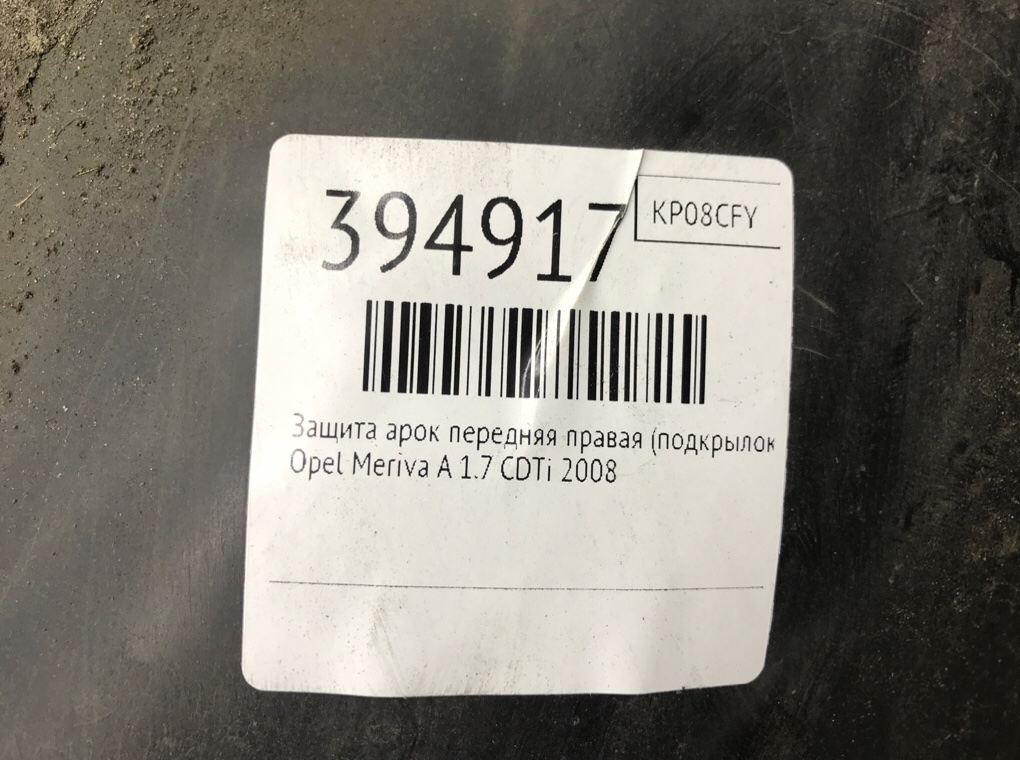 394917
KP08CFY
Защита арок передняя правая (подкрылок
Opel Meriva A 1.7 CDTi 2008